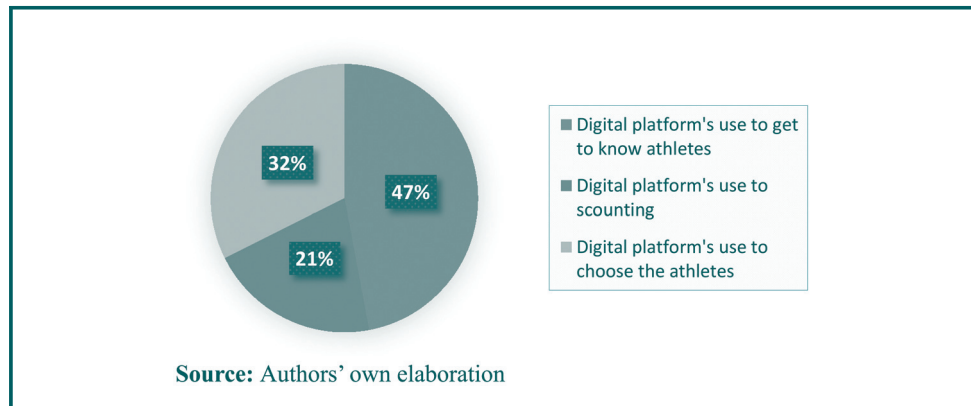 32%
47%
21%
Digital platform's use to get
to know athletes
Digital platform's use to
scounting
Digital platform's use to
choose the athletes
Source: Authors' own elaboration